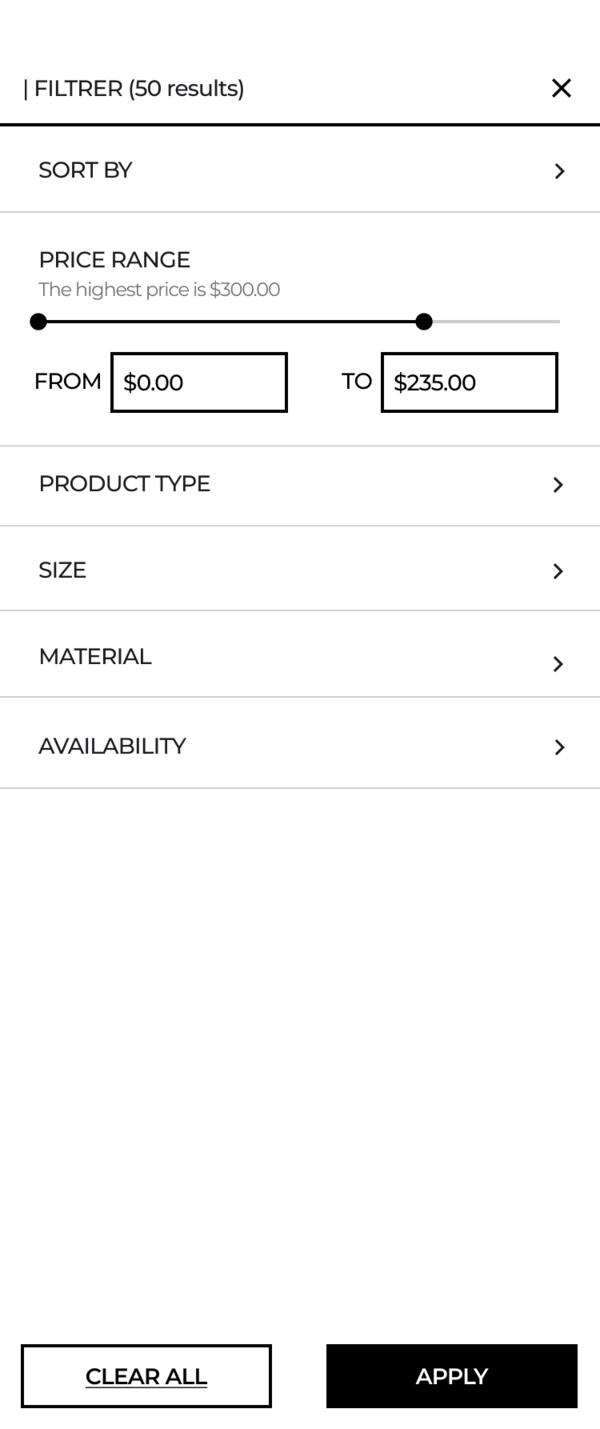 | FILTRER (50 results)
SORT BY
PRICE RANGE
The highest price is $300.00
FROM $0.00 TO $235.00
PRODUCT TYPE
SIZE
MATERIAL
AVAILABILITY
CLEAR ALL APPLY